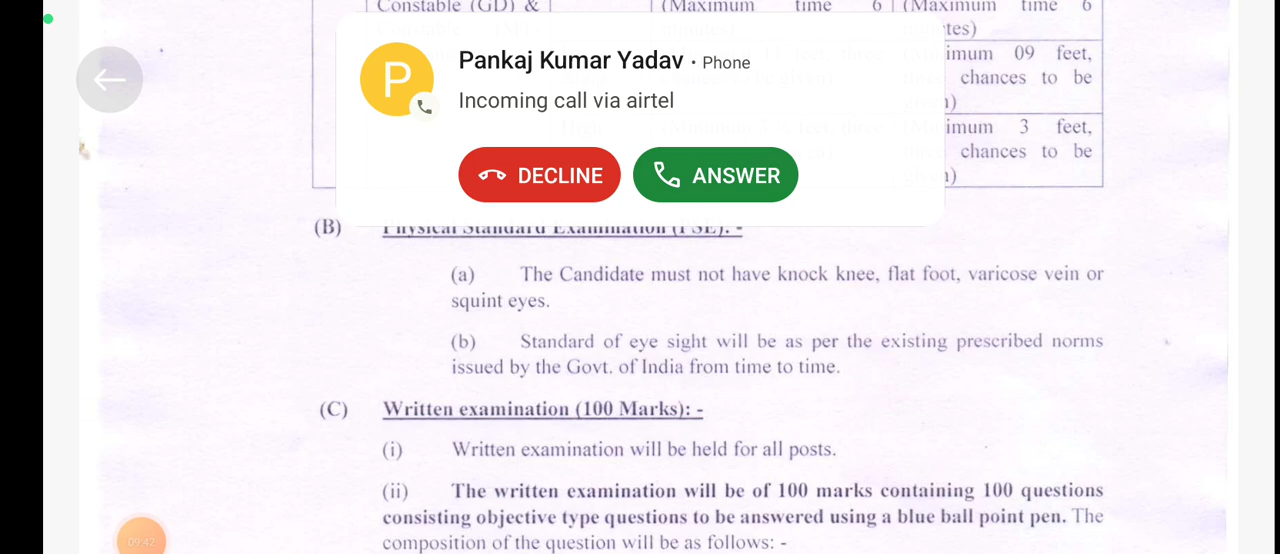 Constable (GD) & (Maximum time 6 (Maximum time 6
P
Pankaj Kumar Yadav · Phone
Incoming call via airtel
DECLINE ANSWER
feet,
chances to be
3 feet,
chances to be
(B) Physical Standard Examination (PSE): -
(a) The Candidate must not have knock knee, flat foot, varicose vein or
squint eyes.
(b) Standard of eye sight will be as per the existing prescribed norms
issued by the Govt. of India from time to time.
(C) Written examination (100 Marks): -
(i) Written examination will be held for all posts.
(ii) The written examination will be of 100 marks containing 100 questions
consisting objective type questions to be answered using a blue ball point pen. The
composition of the question will be as follows: -
09:42